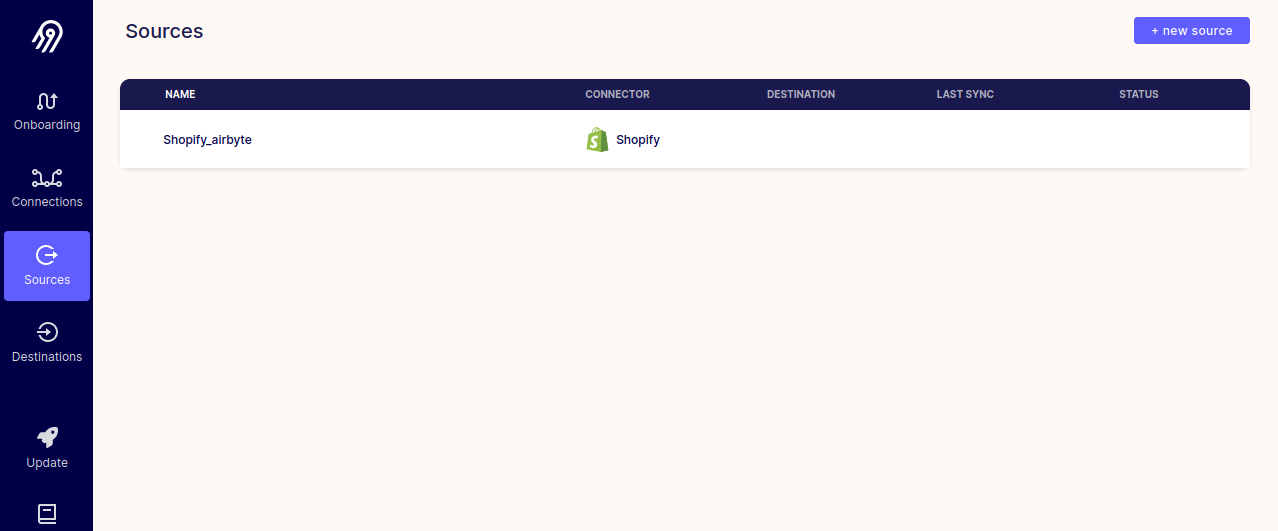 Sources
+ new source
NAME CONNECTOR DESTINATION LAST SYNC STATUS
Shopify_airbyte Shopify
Onboarding
Connections
Sources
Destinations
Update